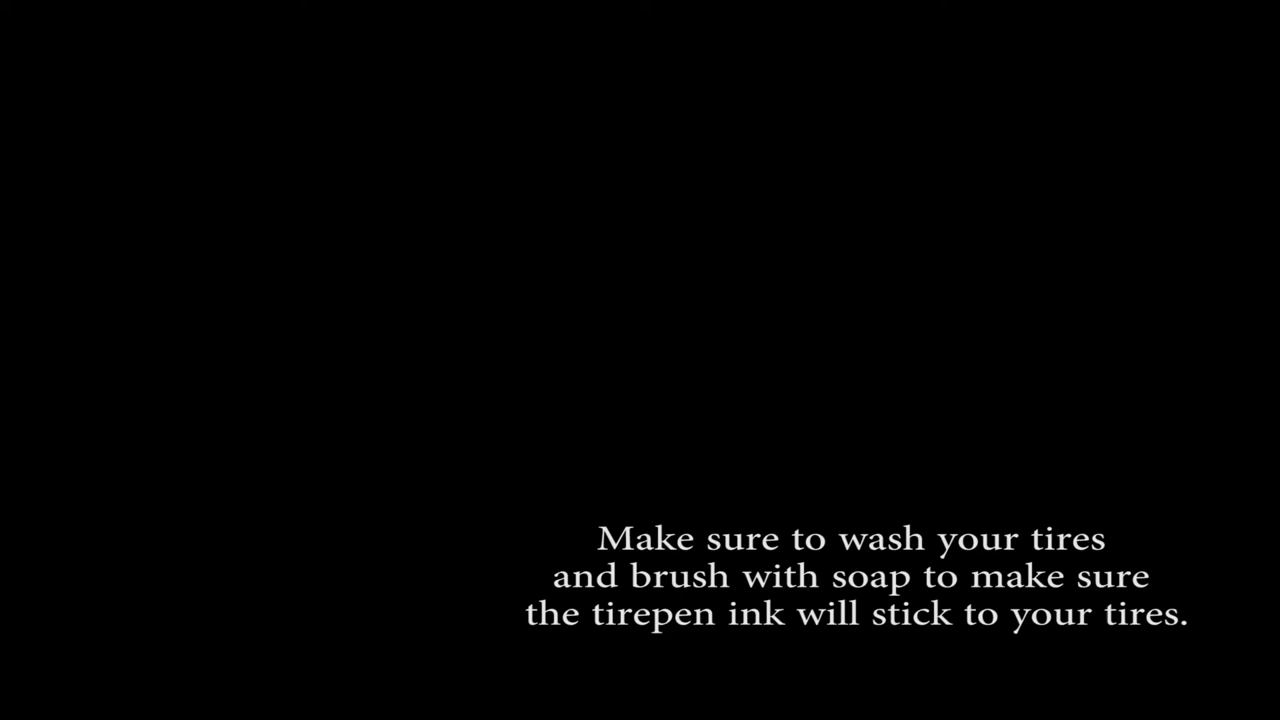 Make sure to wash your tires
and brush with soap to make sure
the tirepen ink will stick to your tires.